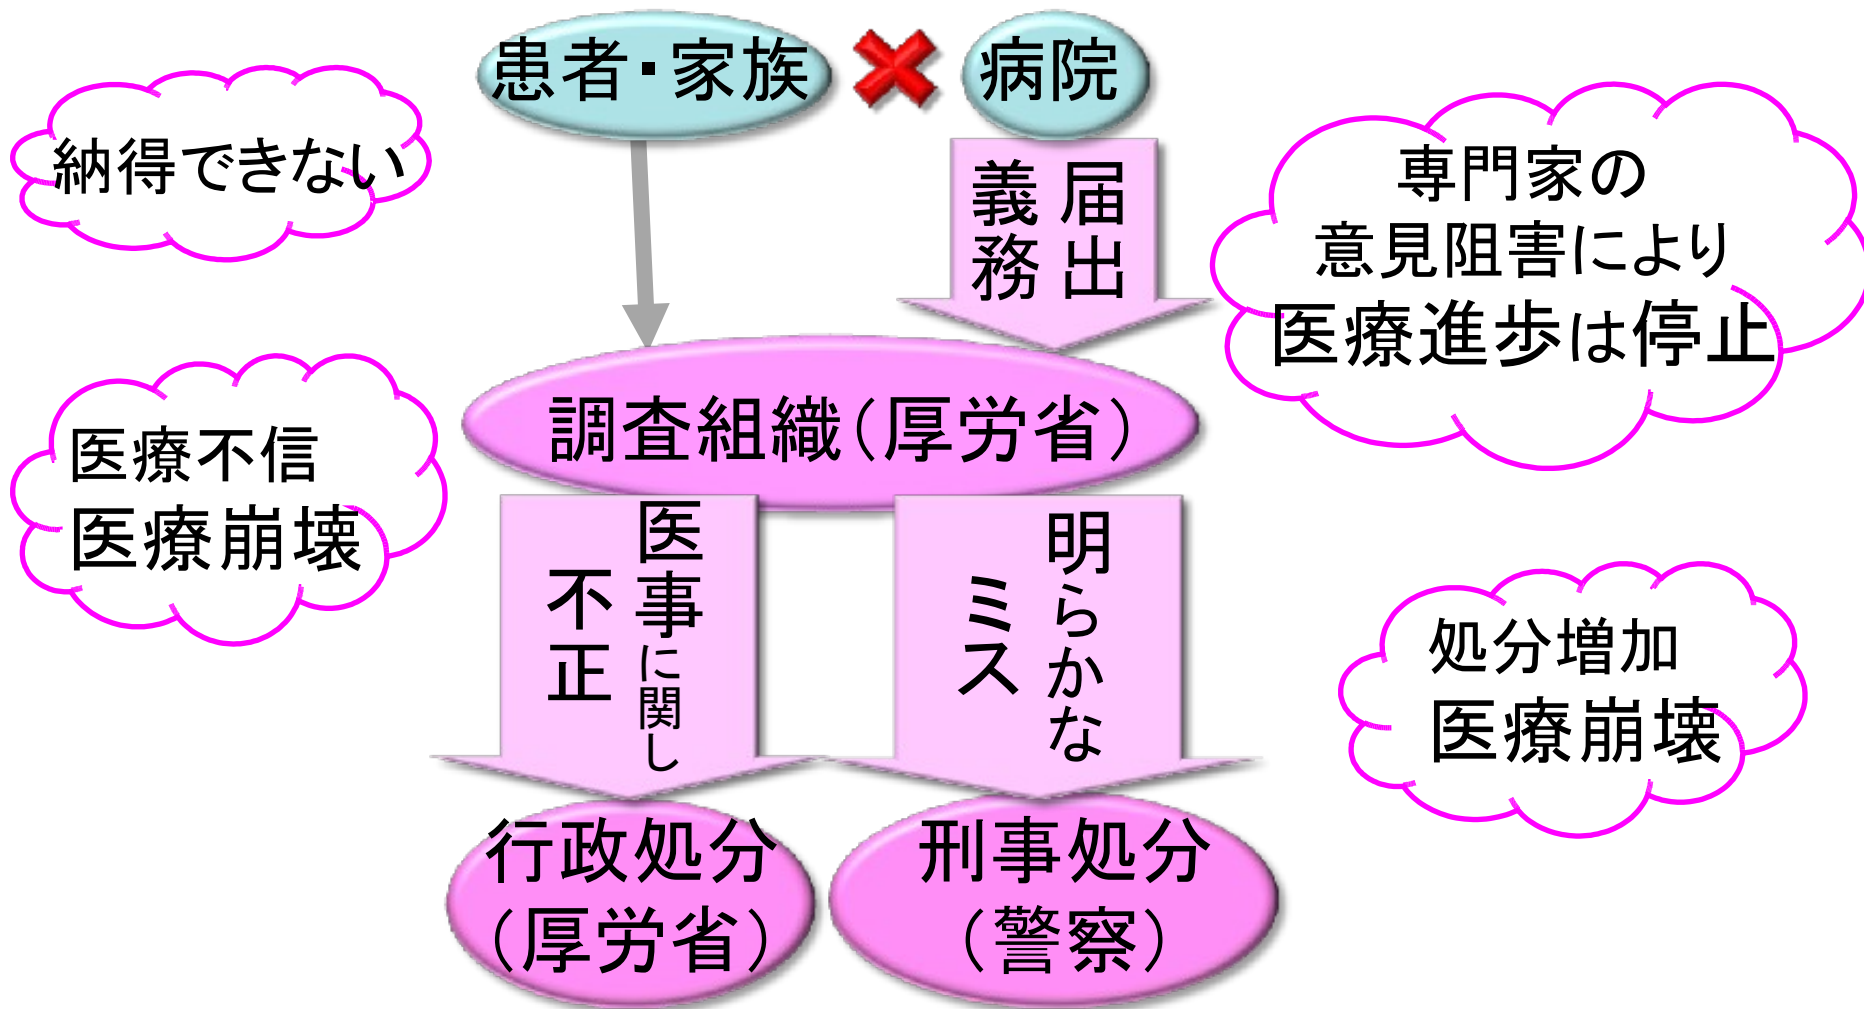 患者・家族
病院
納得できない
届出
義務
専門家の
意見阻害により
医療進歩は停止
調査組織（厚労省）
医療不信
医療崩壊
医事に関し
不正
明らかな
ミス
処分増加
医療崩壊
行政処分
（厚労省）
刑事処分
（警察）